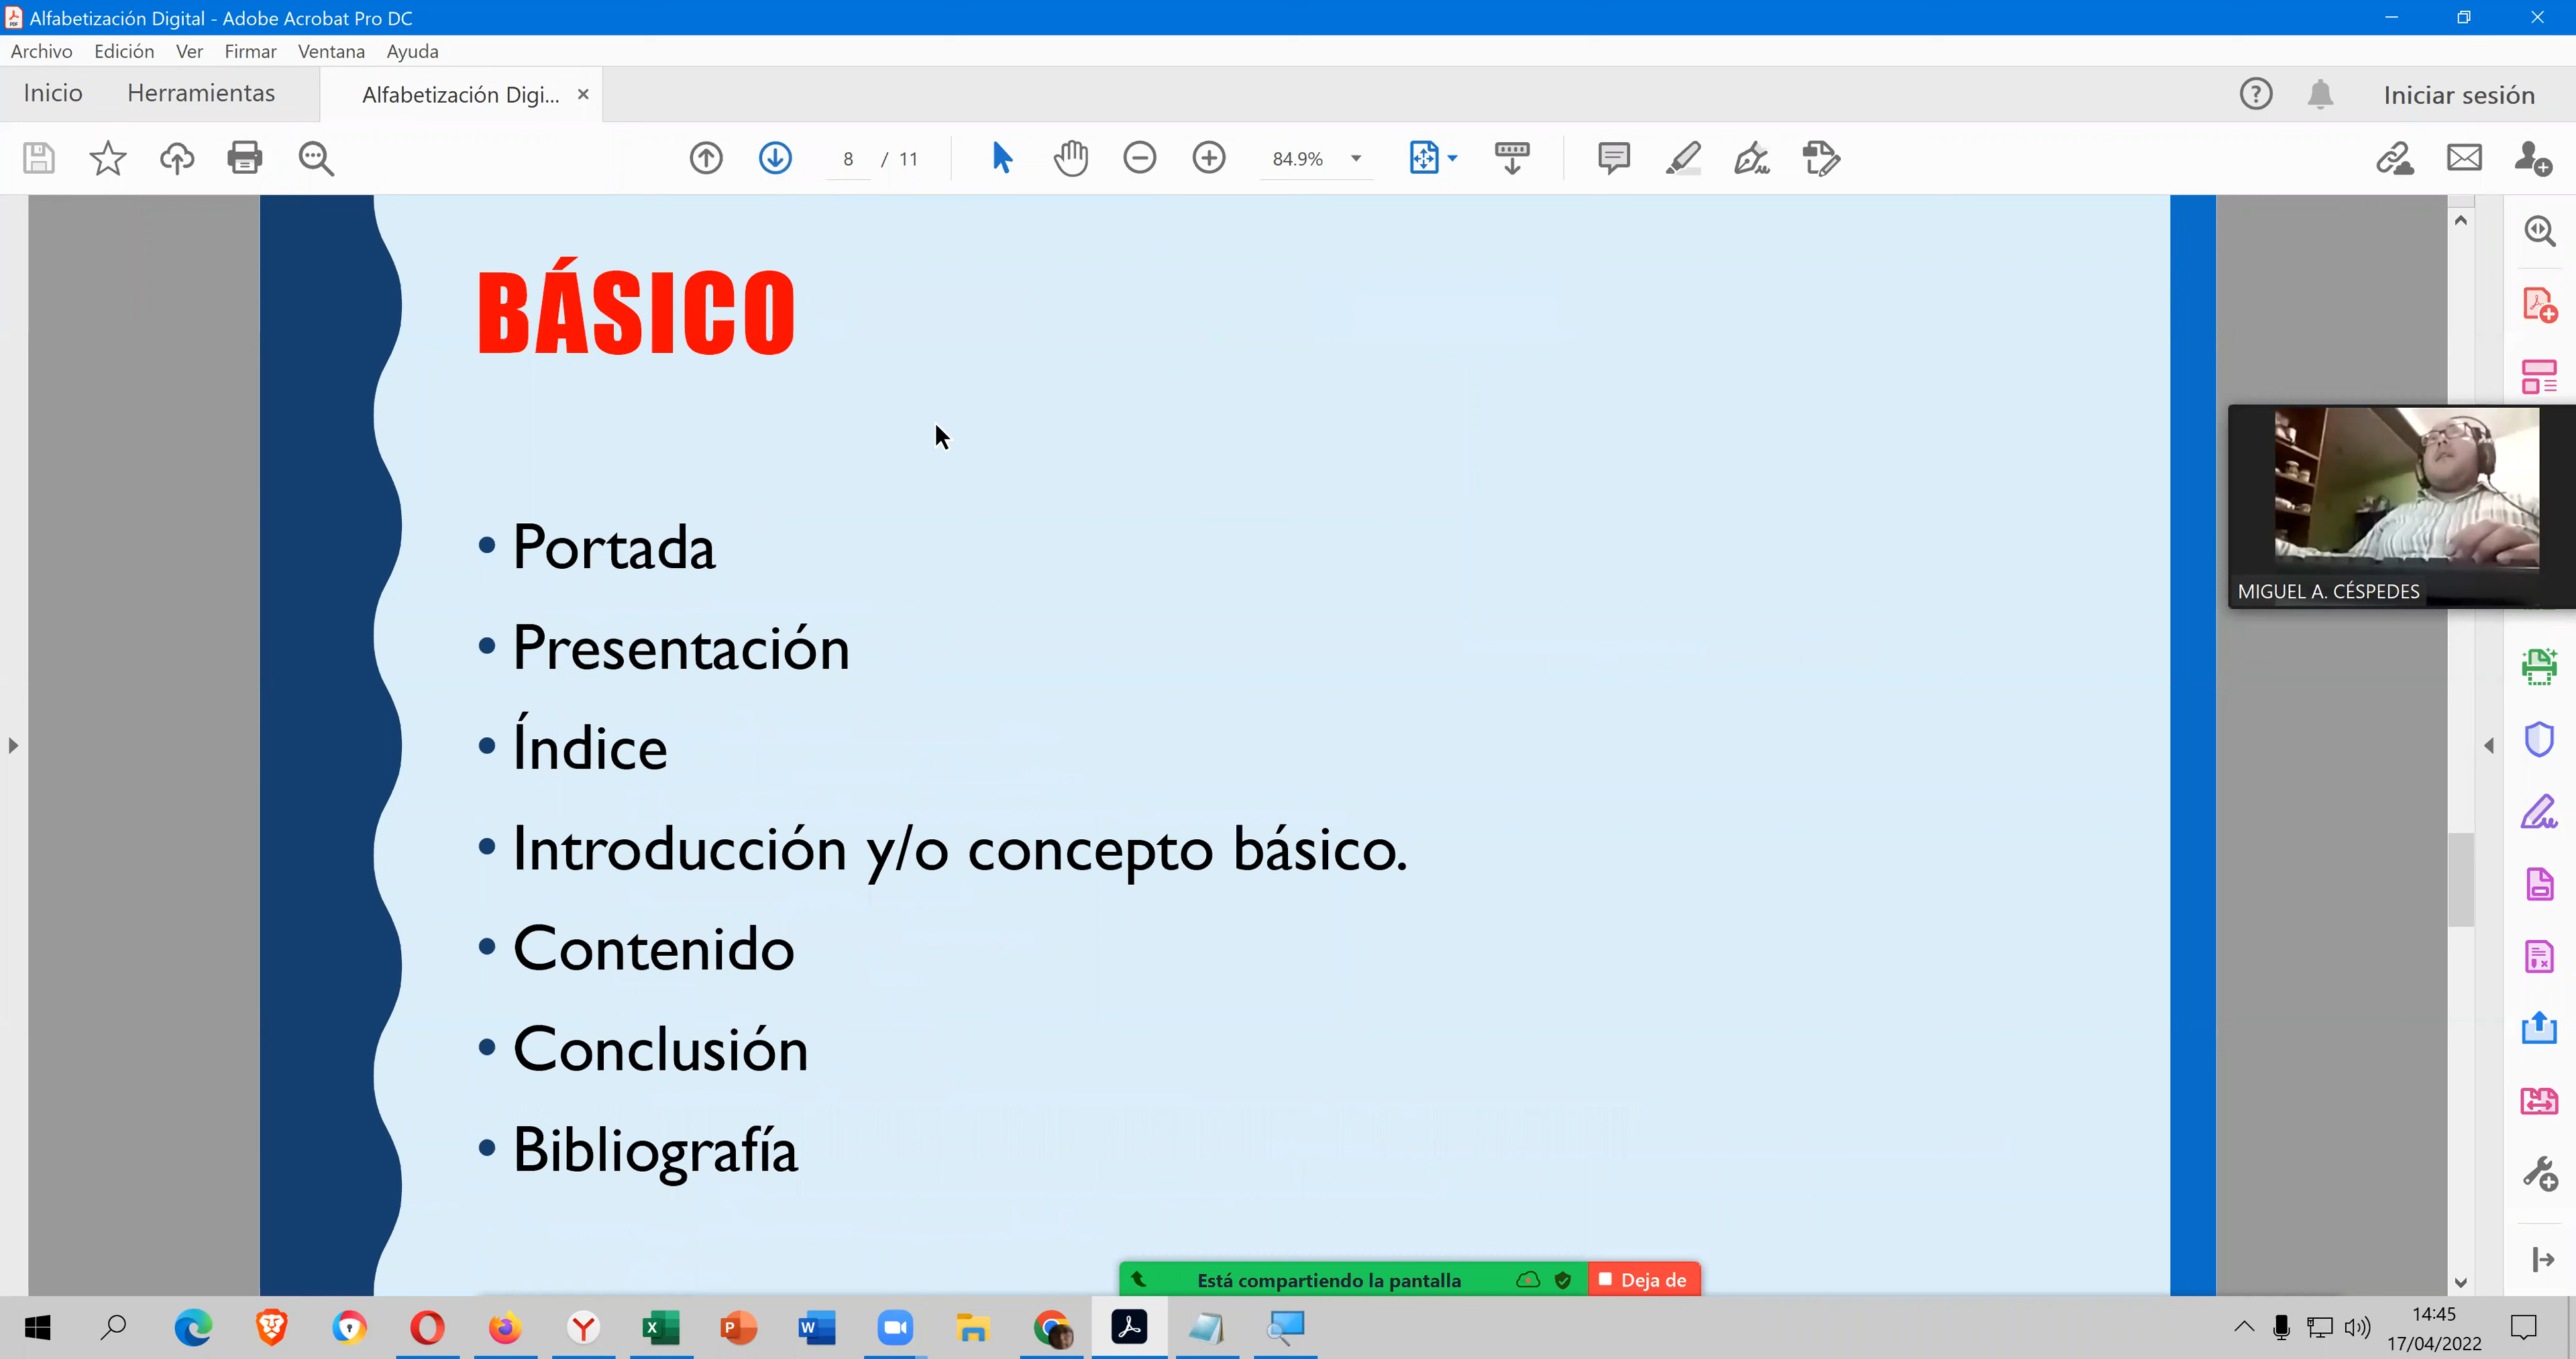 Alfabetización Digital - Adobe Acrobat Pro DC
Archivo Edición Ver Firmar Ventana Ayuda
Inicio Herramientas Alfabetización Digi... Iniciar sesión
8 / 11 84.9%
BÁSICO
• Portada
• Presentación
• Índice
• Introducción y/o concepto básico.
• Contenido
• Conclusión
• Bibliografía
MIGUEL A. CÉSPEDES
Está compartiendo la pantalla Deja de
14:45
17/04/2022